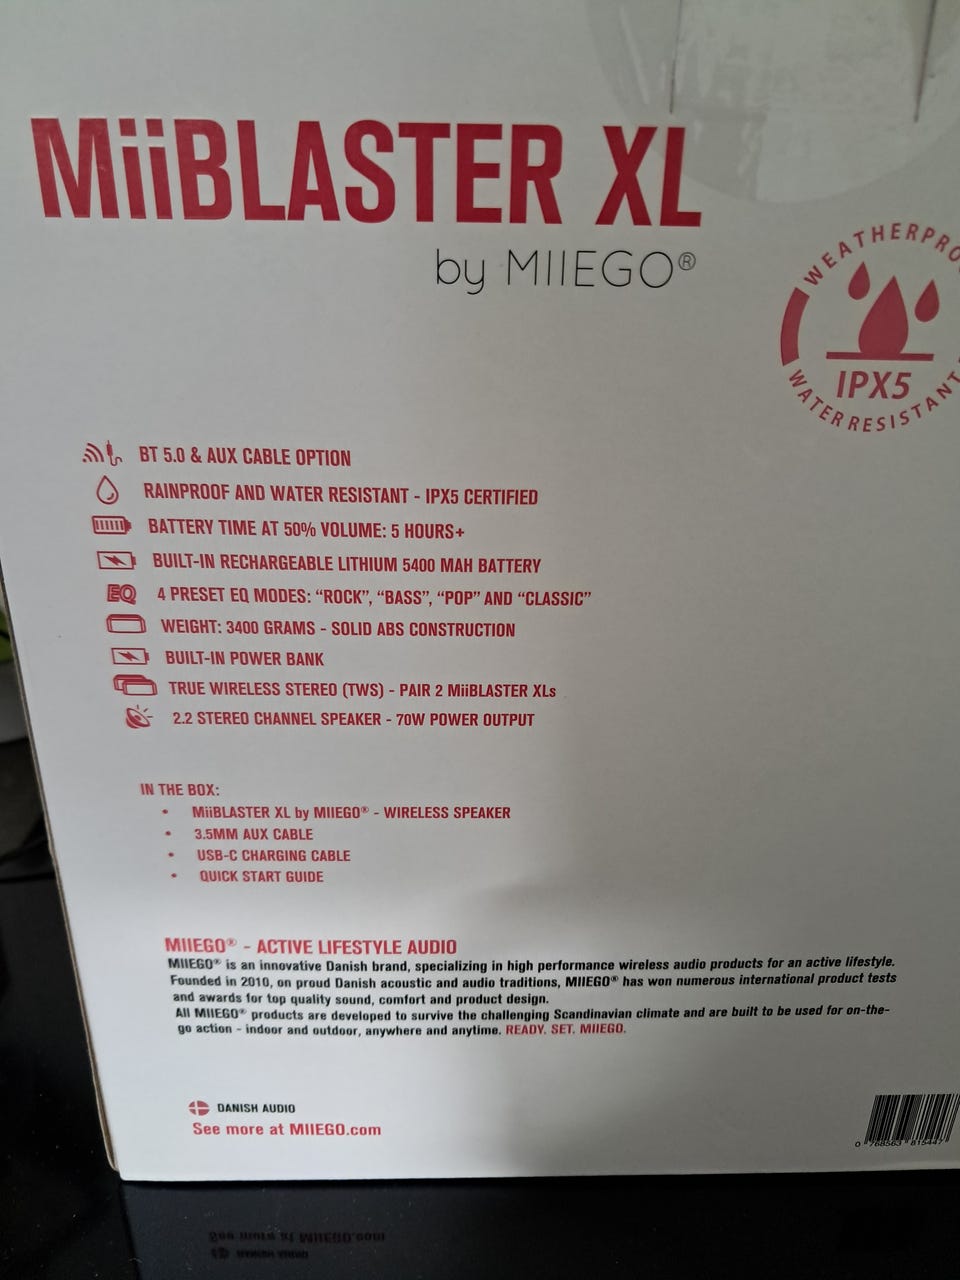 MiiBLASTER XL
by MIIEGO®
WEATHERPRO
IPX5
WATER RESISTANT
BT 5.0 & AUX CABLE OPTION
RAINPROOF AND WATER RESISTANT - IPX5 CERTIFIED
BATTERY TIME AT 50% VOLUME: 5 HOURS+
BUILT-IN RECHARGEABLE LITHIUM 5400 MAH BATTERY
EQ 4 PRESET EQ MODES: “ROCK”, “BASS”, “POP” AND “CLASSIC”
WEIGHT: 3400 GRAMS - SOLID ABS CONSTRUCTION
BUILT-IN POWER BANK
TRUE WIRELESS STEREO (TWS) - PAIR 2 MiiBLASTER XLs
2.2 STEREO CHANNEL SPEAKER - 70W POWER OUTPUT
IN THE BOX:
• MiiBLASTER XL by MIIEGO® - WIRELESS SPEAKER
• 3.5MM AUX CABLE
• USB-C CHARGING CABLE
• QUICK START GUIDE
MIIEGO® - ACTIVE LIFESTYLE AUDIO
MIIEGO® is an innovative Danish brand, specializing in high performance wireless audio products for an active lifestyle.
Founded in 2010, on proud Danish acoustic and audio traditions, MIIEGO® has won numerous international product tests
and awards for top quality sound, comfort and product design.
All MIIEGO® products are developed to survive the challenging Scandinavian climate and are built to be used for on-the-
go action - indoor and outdoor, anywhere and anytime. READY. SET. MIIEGO.
DANISH AUDIO
See more at MIIEGO.com
0 768563 815447